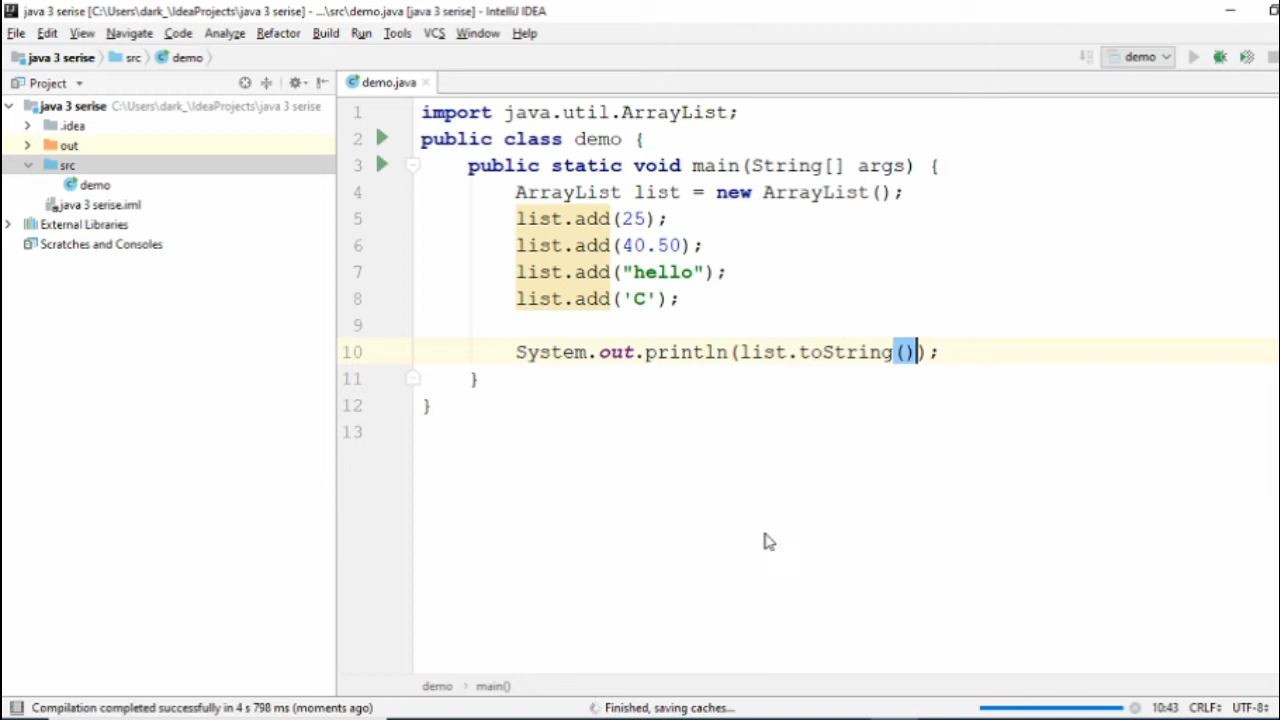 java 3 serise [C:\Users\dark_\IdeaProjects\java 3 serise] - ...\src\demo.java [java 3 serise] - IntelliJ IDEA
File Edit View Navigate Code Analyze Refactor Build Run Tools VCS Window Help
java 3 serise src demo
demo
Project
demo.java
java 3 serise C:\Users\dark_\IdeaProjects\java 3 serise
.idea
out
src
demo
java 3 serise.iml
External Libraries
Scratches and Consoles
1 import java.util.ArrayList;
2 public class demo {
3 public static void main(String[] args) {
4 ArrayList list = new ArrayList();
5 list.add(25);
6 list.add(40.50);
7 list.add("hello");
8 list.add('C');
9
10 System.out.println(list.toString());
11 }
12 }
13
demo main()
Compilation completed successfully in 4 s 798 ms (moments ago) Finished, saving caches... 10:43 CRLF UTF-8